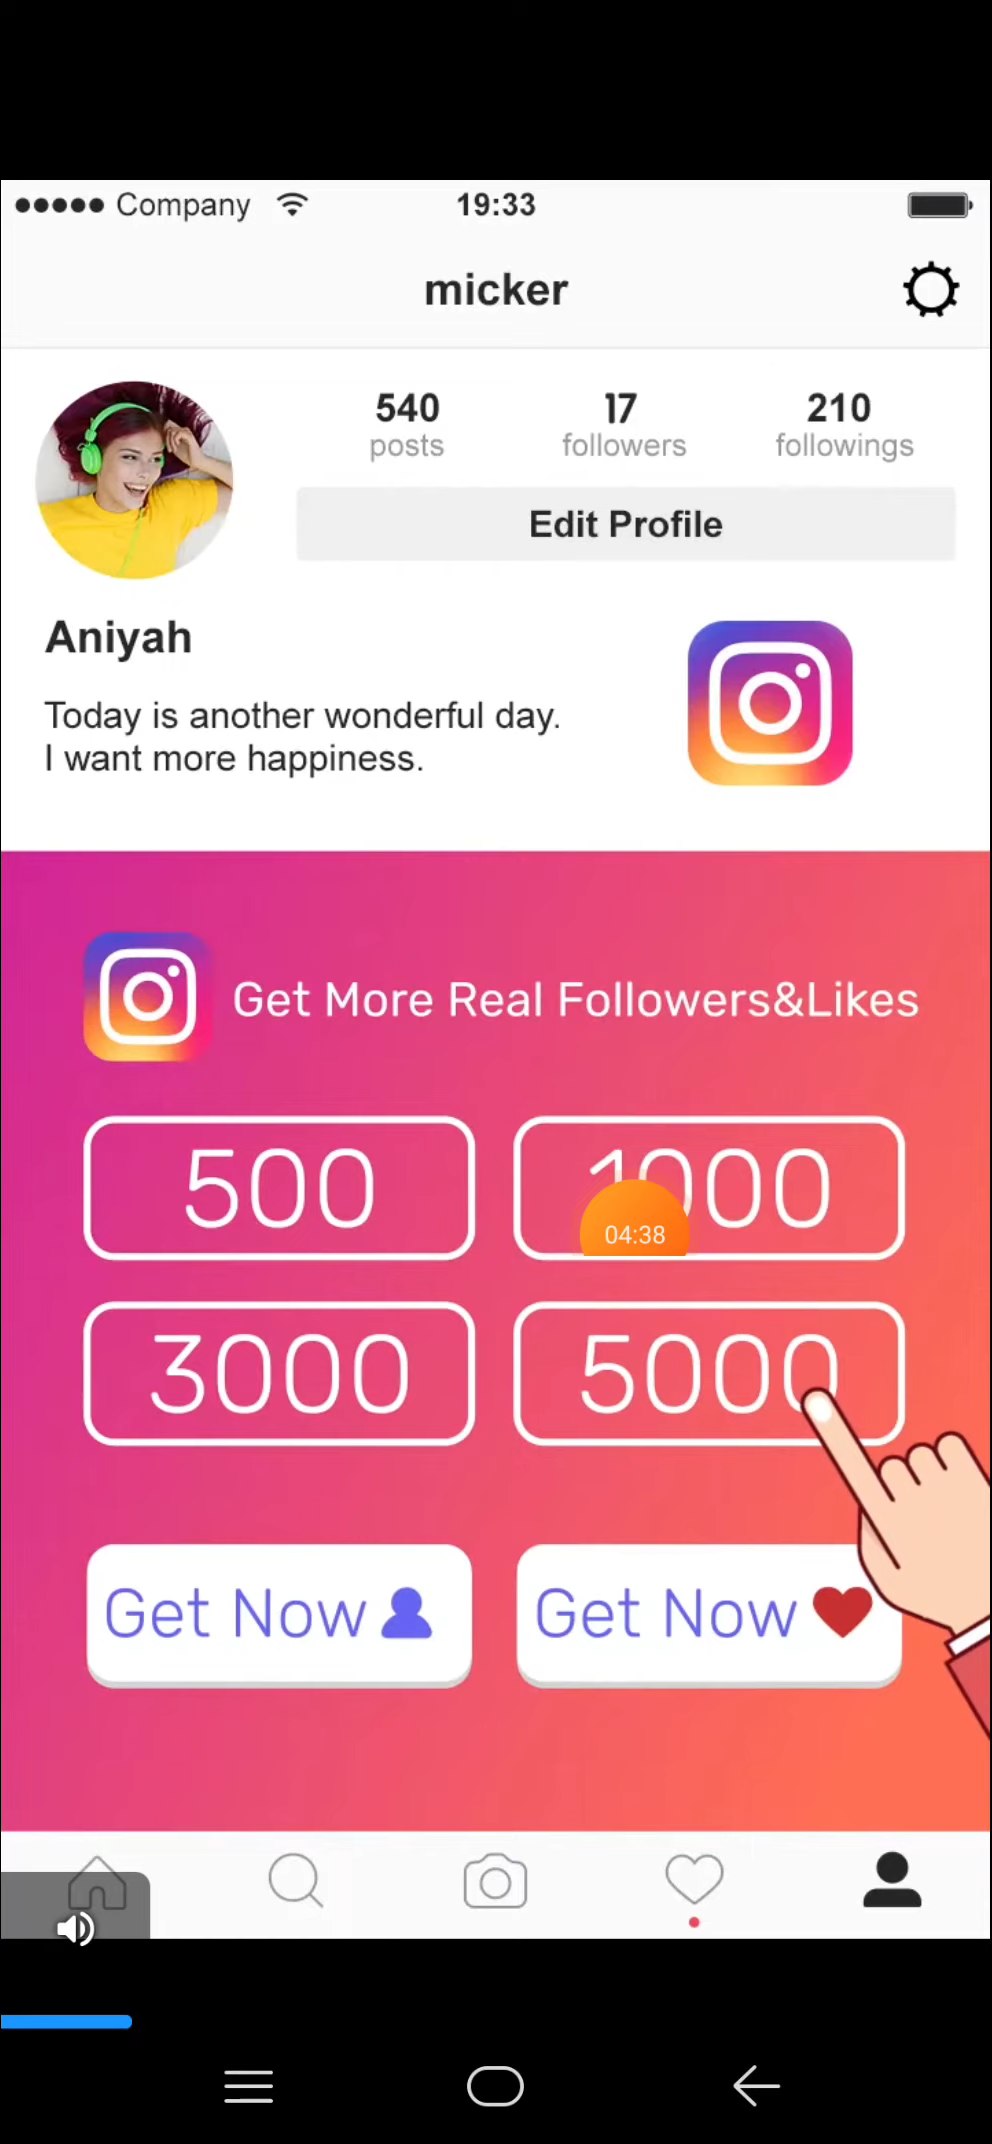 Company 19:33
micker
540 17 210
posts followers followings
Edit Profile
Aniyah
Today is another wonderful day.
I want more happiness.
Get More Real Followers&Likes
500 1000
04:38
3000 5000
Get Now Get Now